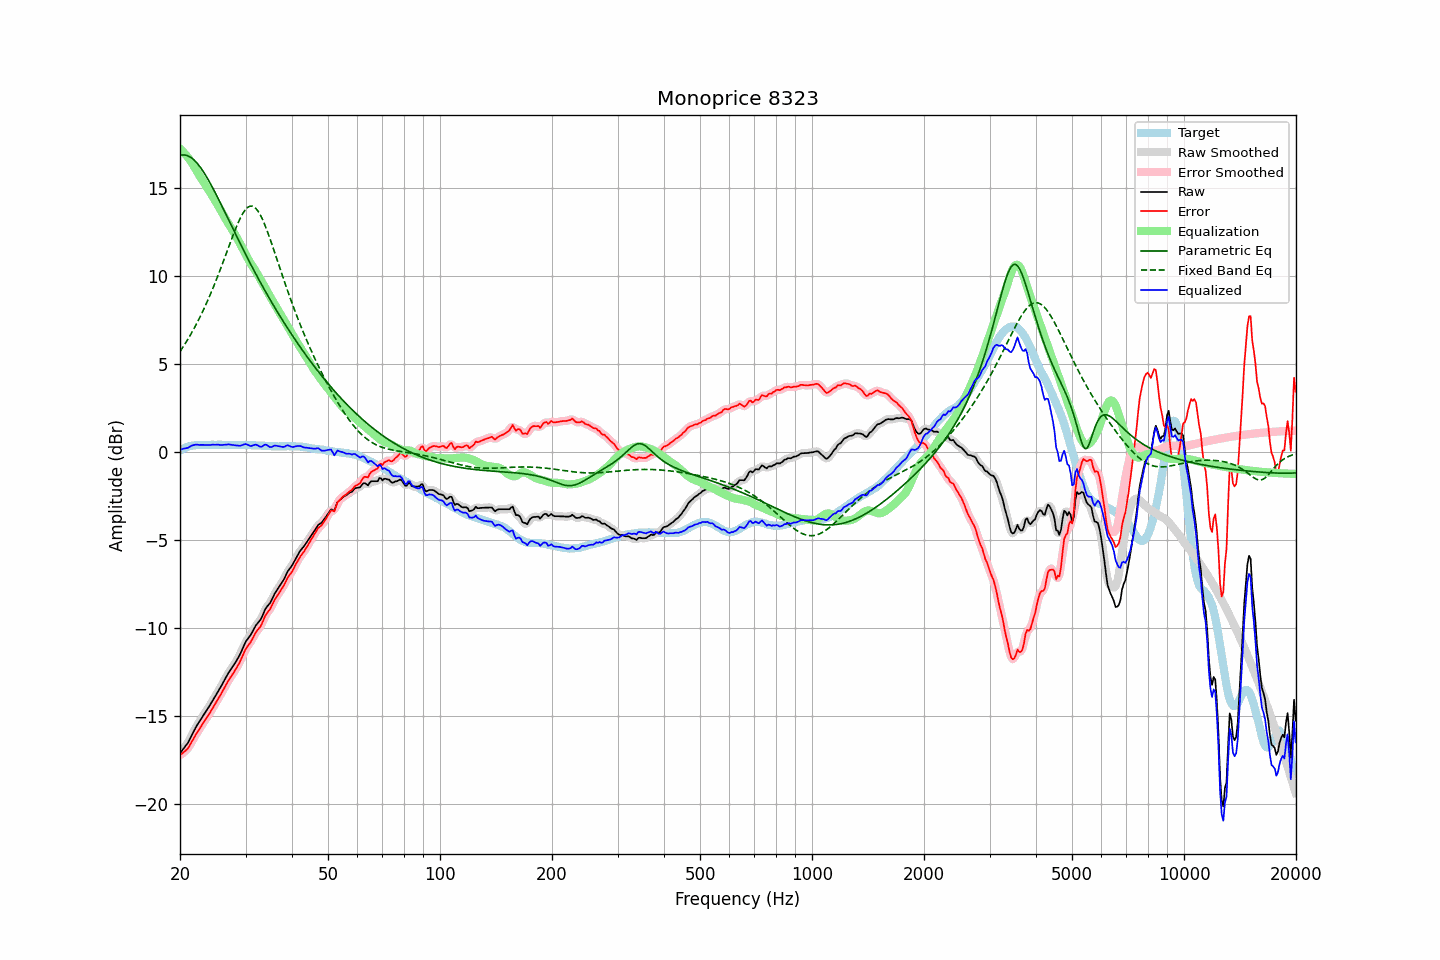 Monoprice 8323
Target
Raw Smoothed
Error Smoothed
Raw
Error
Equalization
Parametric Eq
Fixed Band Eq
Equalized
Amplitude (dBr)
15
10
5
0
−5
−10
−15
−20
20 50 100 200 500 1000 2000 5000 10000 20000
Frequency (Hz)